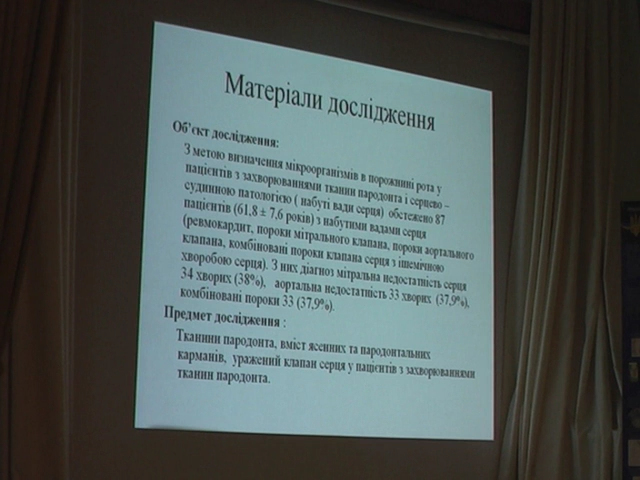 Матеріали дослідження
Об'єкт дослідження:
З метою визначення мікроорганізмів в порожнині рота у
пацієнтів з захворюваннями тканин пародонта і серцево –
судинною патологією ( набуті вади серця) обстежено 87
пацієнтів (61,8 ± 7,6 років) з набутими вадами серця
(ревмокардит, пороки мітрального клапана, пороки аортального
клапана, комбіновані пороки клапана серця з ішемічною
хворобою серця). З них діагноз мітральна недостатність серця
34 хворих (38%), аортальна недостатність 33 хворих (37,9%),
комбіновані пороки 33 (37,9%).
Предмет дослідження :
Тканини пародонта, вміст ясенних та пародонтальних
карманів, уражений клапан серця у пацієнтів з захворюваннями
тканин пародонта.